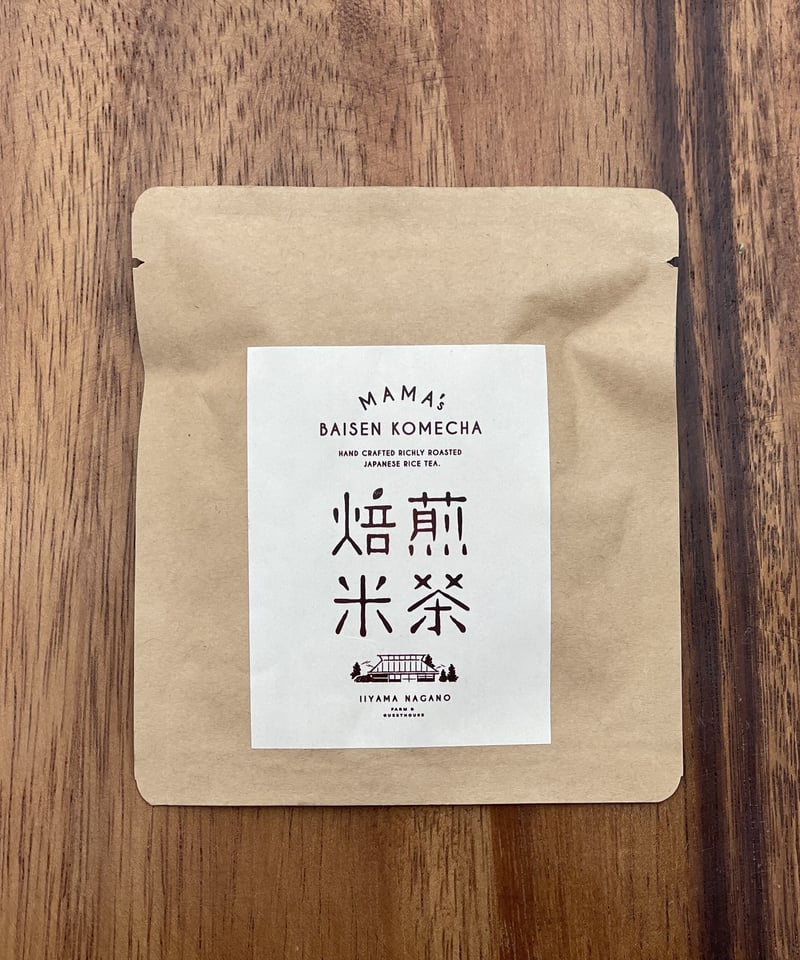 MAMA's
BAISEN KOMECHA
HAND CRAFTED RICHLY ROASTED
JAPANESE RICE TEA.
焙煎
米茶
IIYAMA NAGANO
FARM &
GUESTHOUSE